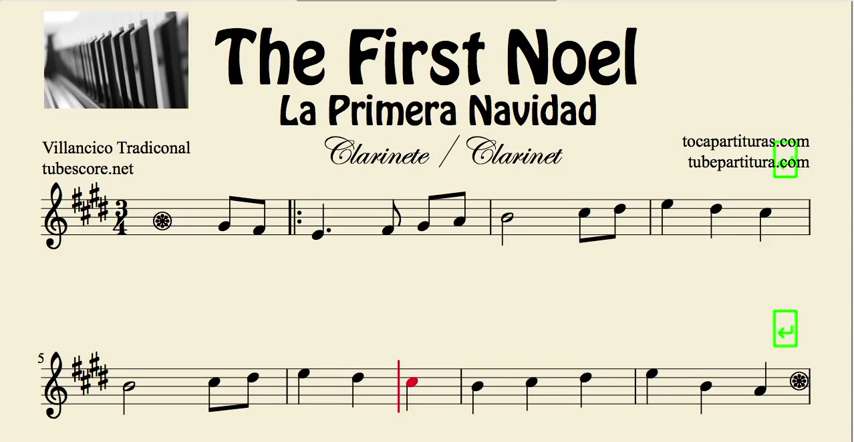 The First Noel
La Primera Navidad
Villancico Tradiconal
tubescore.net
Clarinete / Clarinet
tocapartituras.com
tubepartitura.com
3
4
5